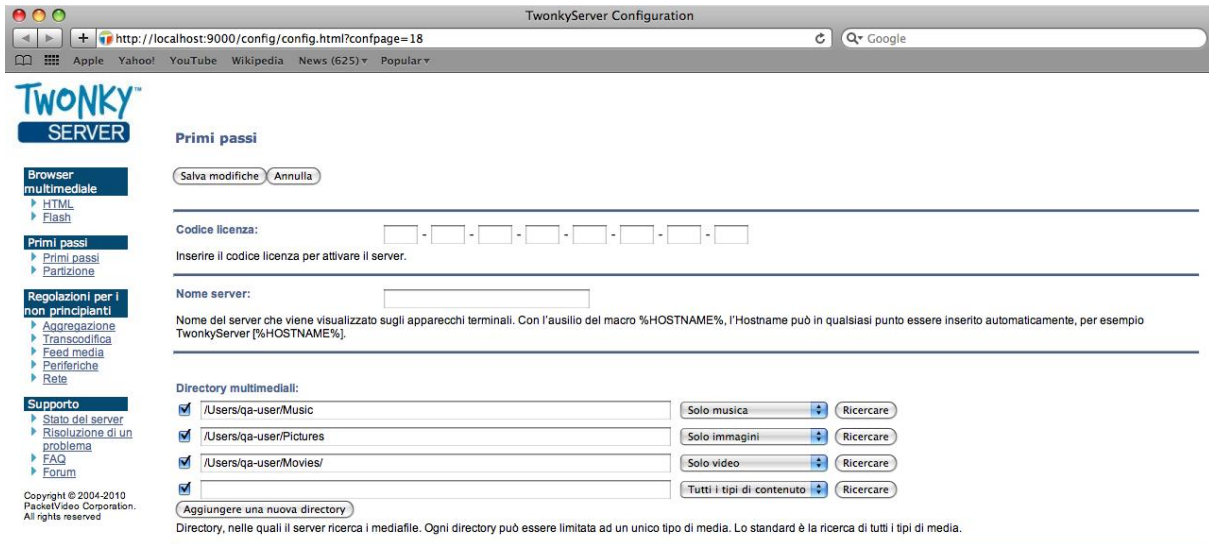 TwonkyServer Configuration
http://localhost:9000/config/config.html?confpage=18
Google
Apple Yahoo! YouTube Wikipedia News (625) Popular
TWONKY™
SERVER
Primi passi
Browser
multimediale
HTML
Flash
Primi passi
Primi passi
Partizione
Regolazioni per i
non principianti
Aggregazione
Transcodifica
Feed media
Periferiche
Rete
Supporto
Stato del server
Risoluzione di un
problema
FAQ
Forum
Copyright © 2004-2010
PacketVideo Corporation.
All rights reserved
Salva modifiche Annulla
Codice licenza: - - - - - - -
Inserire il codice licenza per attivare il server.
Nome server:
Nome del server che viene visualizzato sugli apparecchi terminali. Con l'ausilio del macro %HOSTNAME%, l'Hostname può in qualsiasi punto essere inserito automaticamente, per esempio
TwonkyServer [%HOSTNAME%].
Directory multimediali:
/Users/qa-user/Music Solo musica Ricercare
/Users/qa-user/Pictures Solo immagini Ricercare
/Users/qa-user/Movies/ Solo video Ricercare
Tutti i tipi di contenuto Ricercare
Aggiungere una nuova directory
Directory, nelle quali il server ricerca i mediafile. Ogni directory può essere limitata ad un unico tipo di media. Lo standard è la ricerca di tutti i tipi di media.